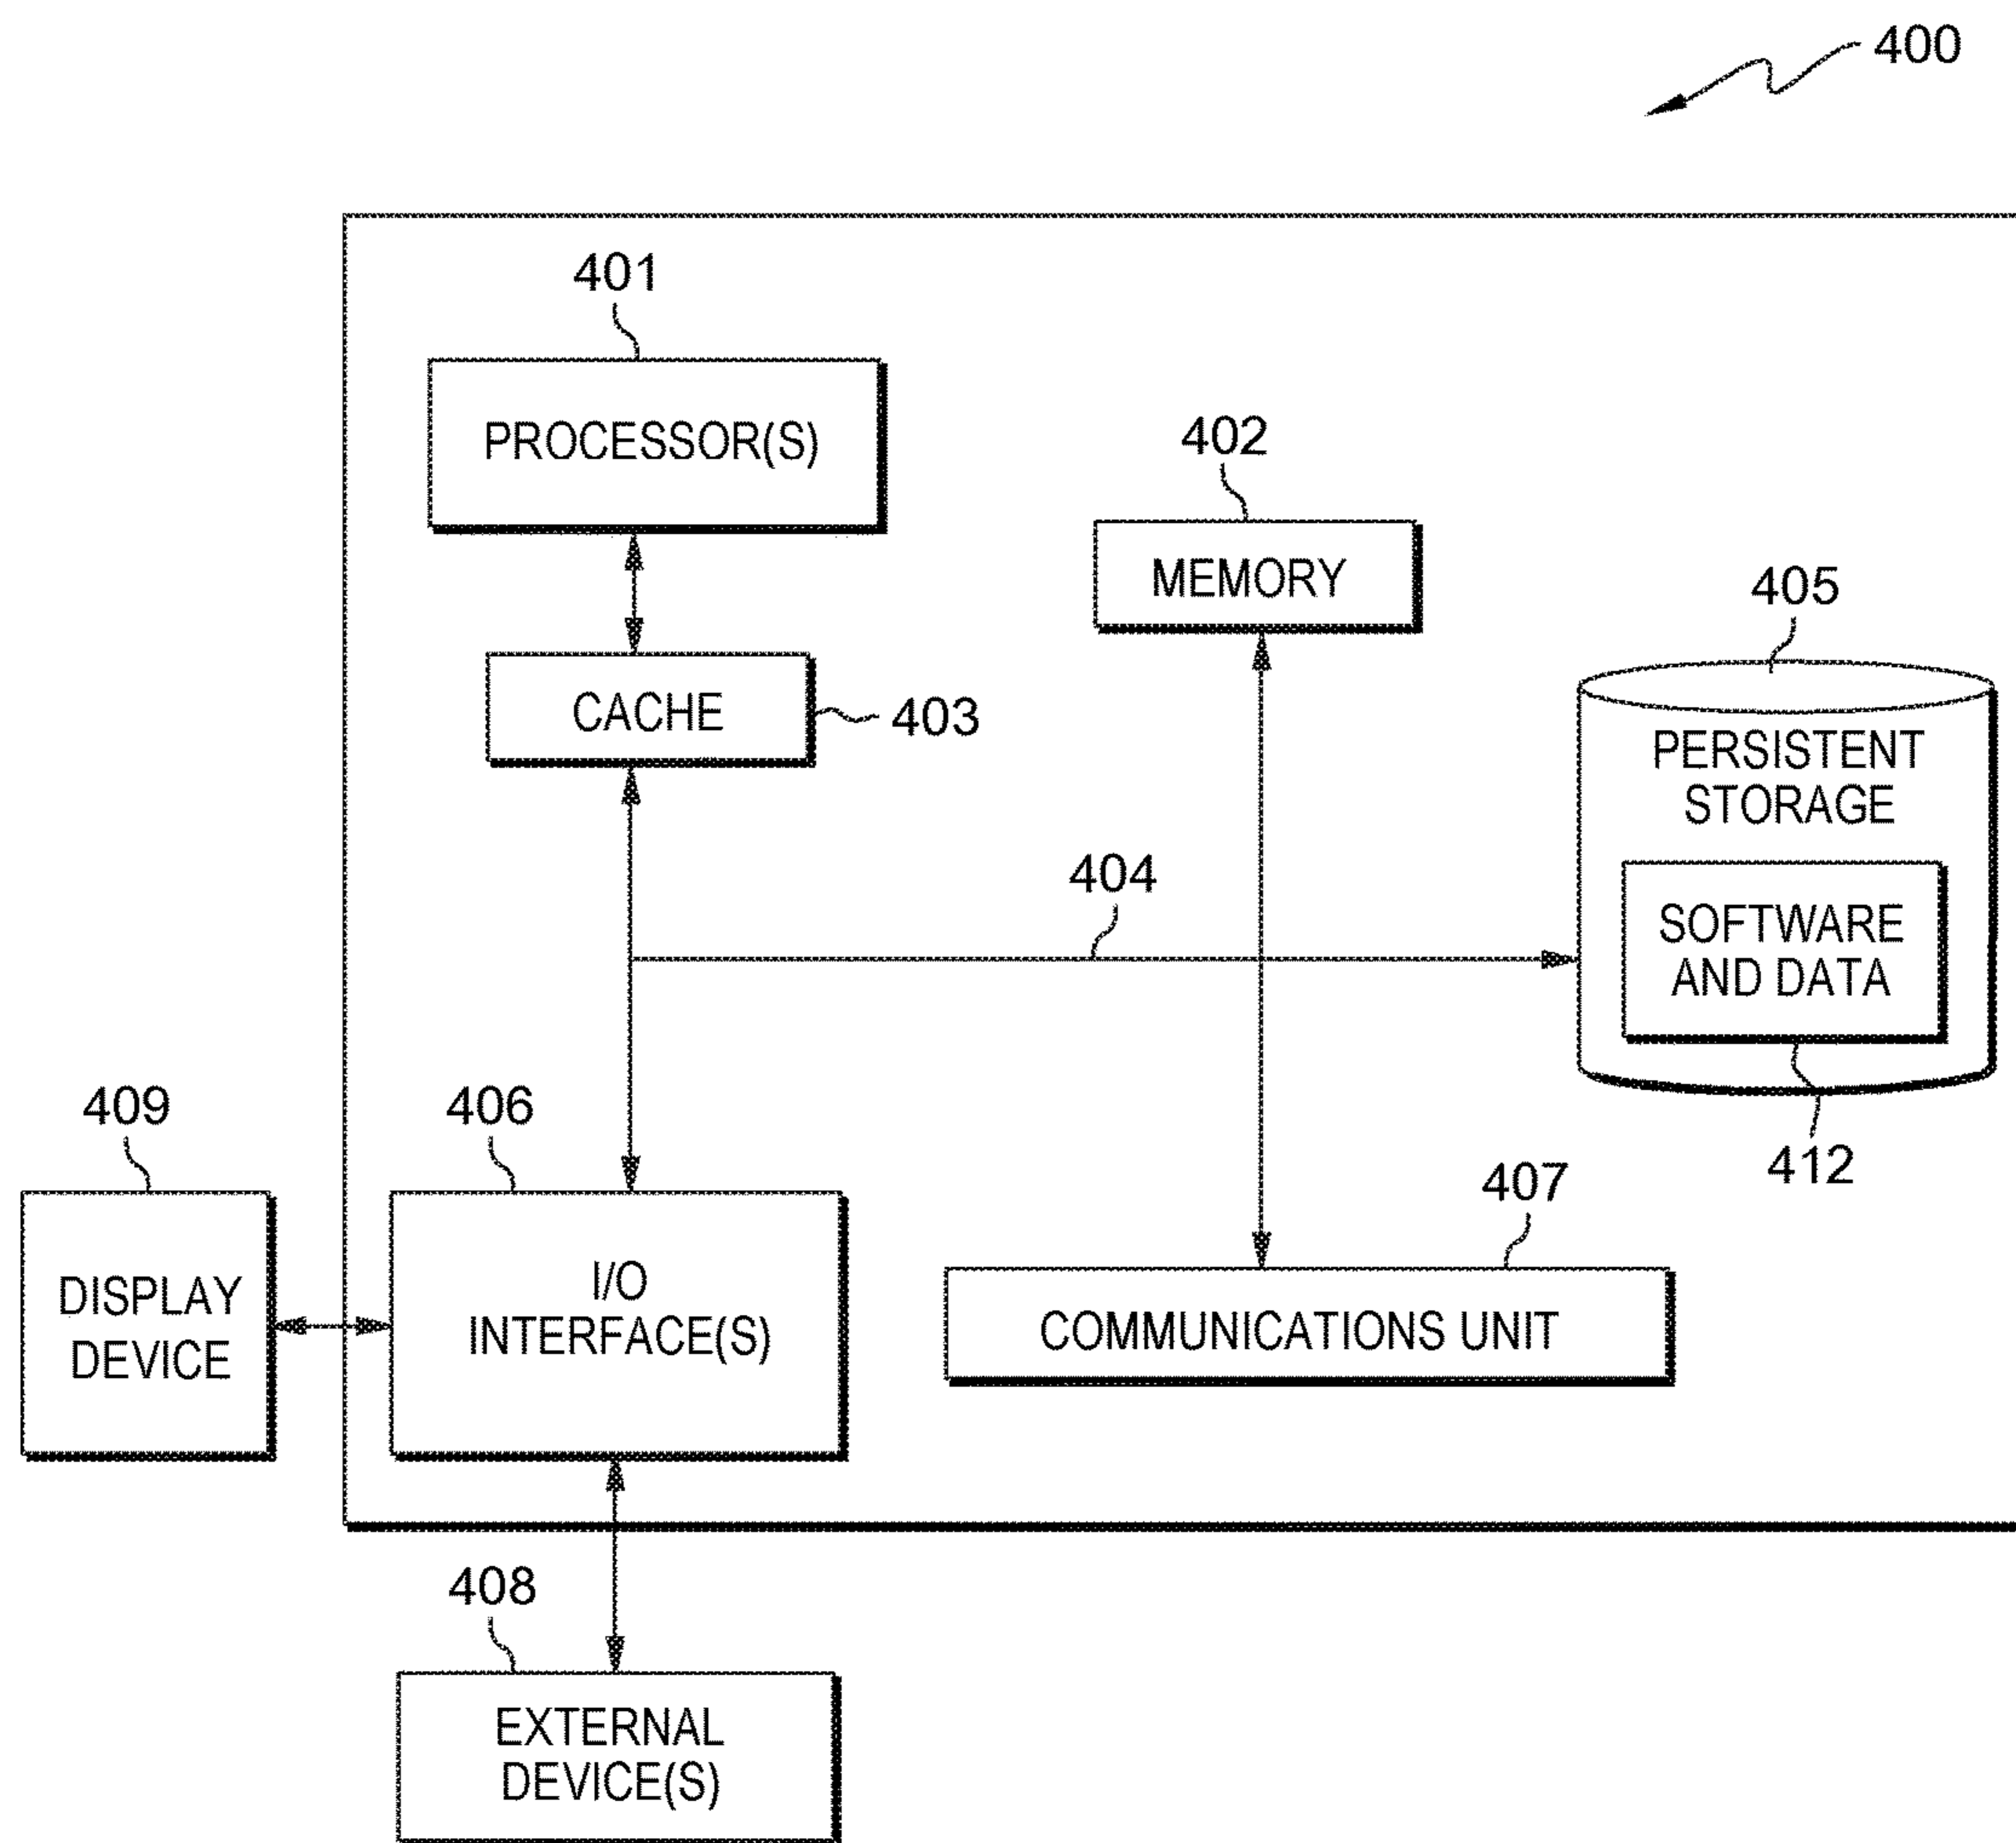 400
401
PROCESSOR(S)
402
MEMORY
405
CACHE
403
PERSISTENT
STORAGE
404
SOFTWARE
AND DATA
409
406
412
407
DISPLAY
DEVICE
I/O
INTERFACE(S)
COMMUNICATIONS UNIT
408
EXTERNAL
DEVICE(S)